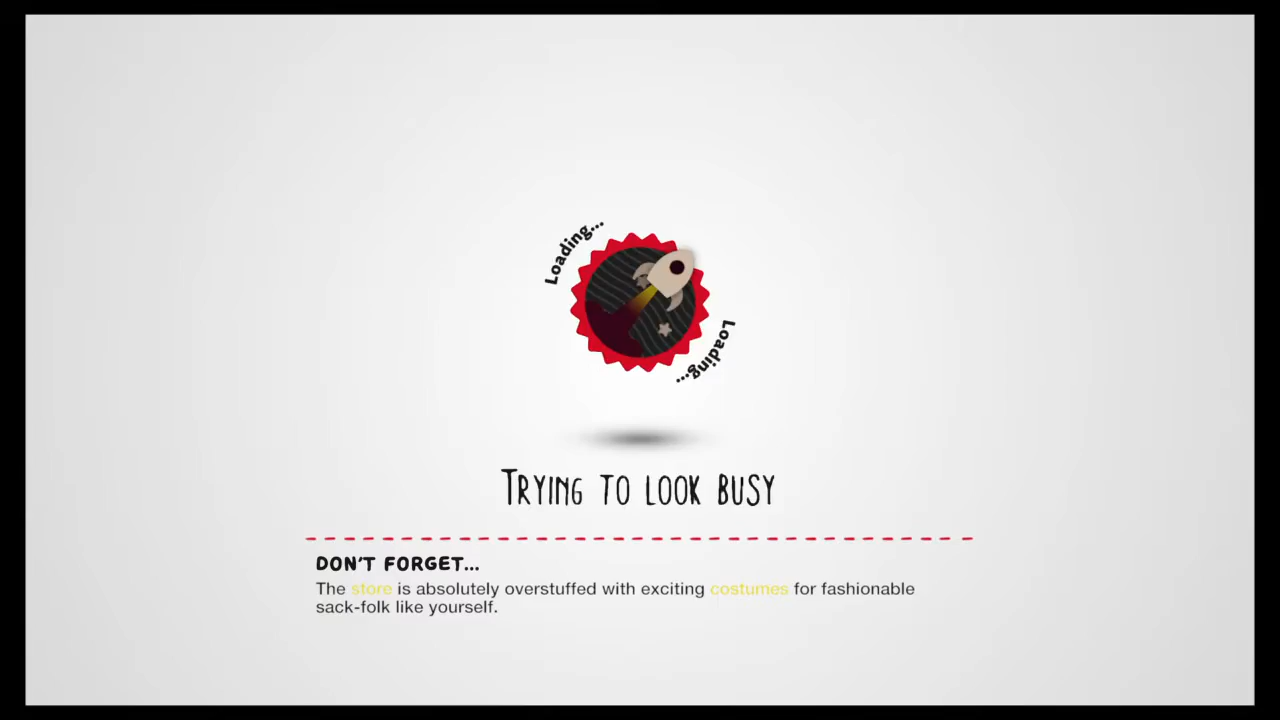 Loading...
Loading...
TRYING TO LOOK BUSY
DON'T FORGET...
The store is absolutely overstuffed with exciting costumes for fashionable
sack-folk like yourself.